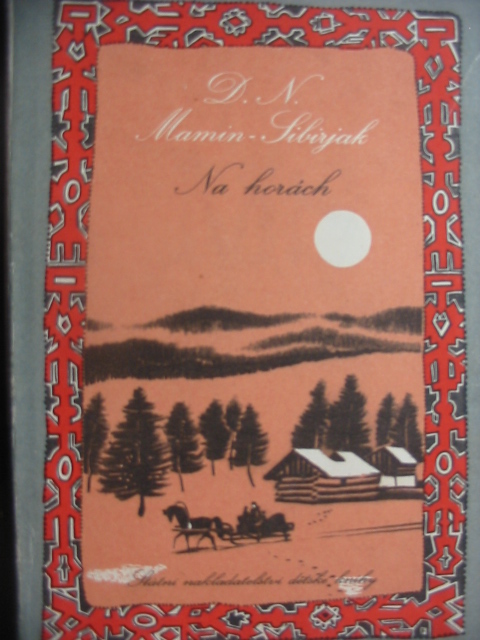 D. N.
Mamin-Sibirjak
Na horách
Státní nakladatelství dětské knihy